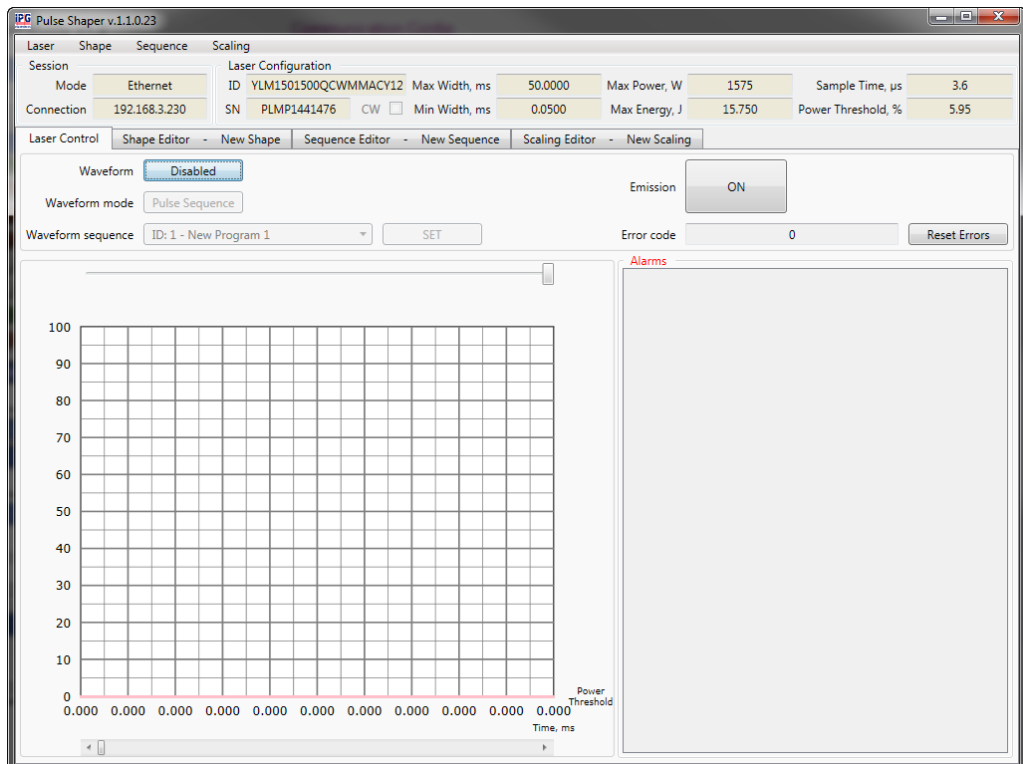 IPG Pulse Shaper v.1.1.0.23
Laser Shape Sequence Scaling
Session Laser Configuration
Mode Ethernet ID YLM1501500QCWMMACY12 Max Width, ms 50.0000 Max Power, W 1575 Sample Time, µs 3.6
Connection 192.168.3.230 SN PLMP1441476 CW Min Width, ms 0.0500 Max Energy, J 15.750 Power Threshold, % 5.95
Laser Control Shape Editor - New Shape Sequence Editor - New Sequence Scaling Editor - New Scaling
Waveform Disabled
Emission ON
Waveform mode Pulse Sequence
Waveform sequence ID: 1 - New Program 1 SET Error code 0 Reset Errors
Alarms
100
90
80
70
60
50
40
30
20
10
0
Power
Threshold
0.000 0.000 0.000 0.000 0.000 0.000 0.000 0.000 0.000 0.000 0.000
Time, ms